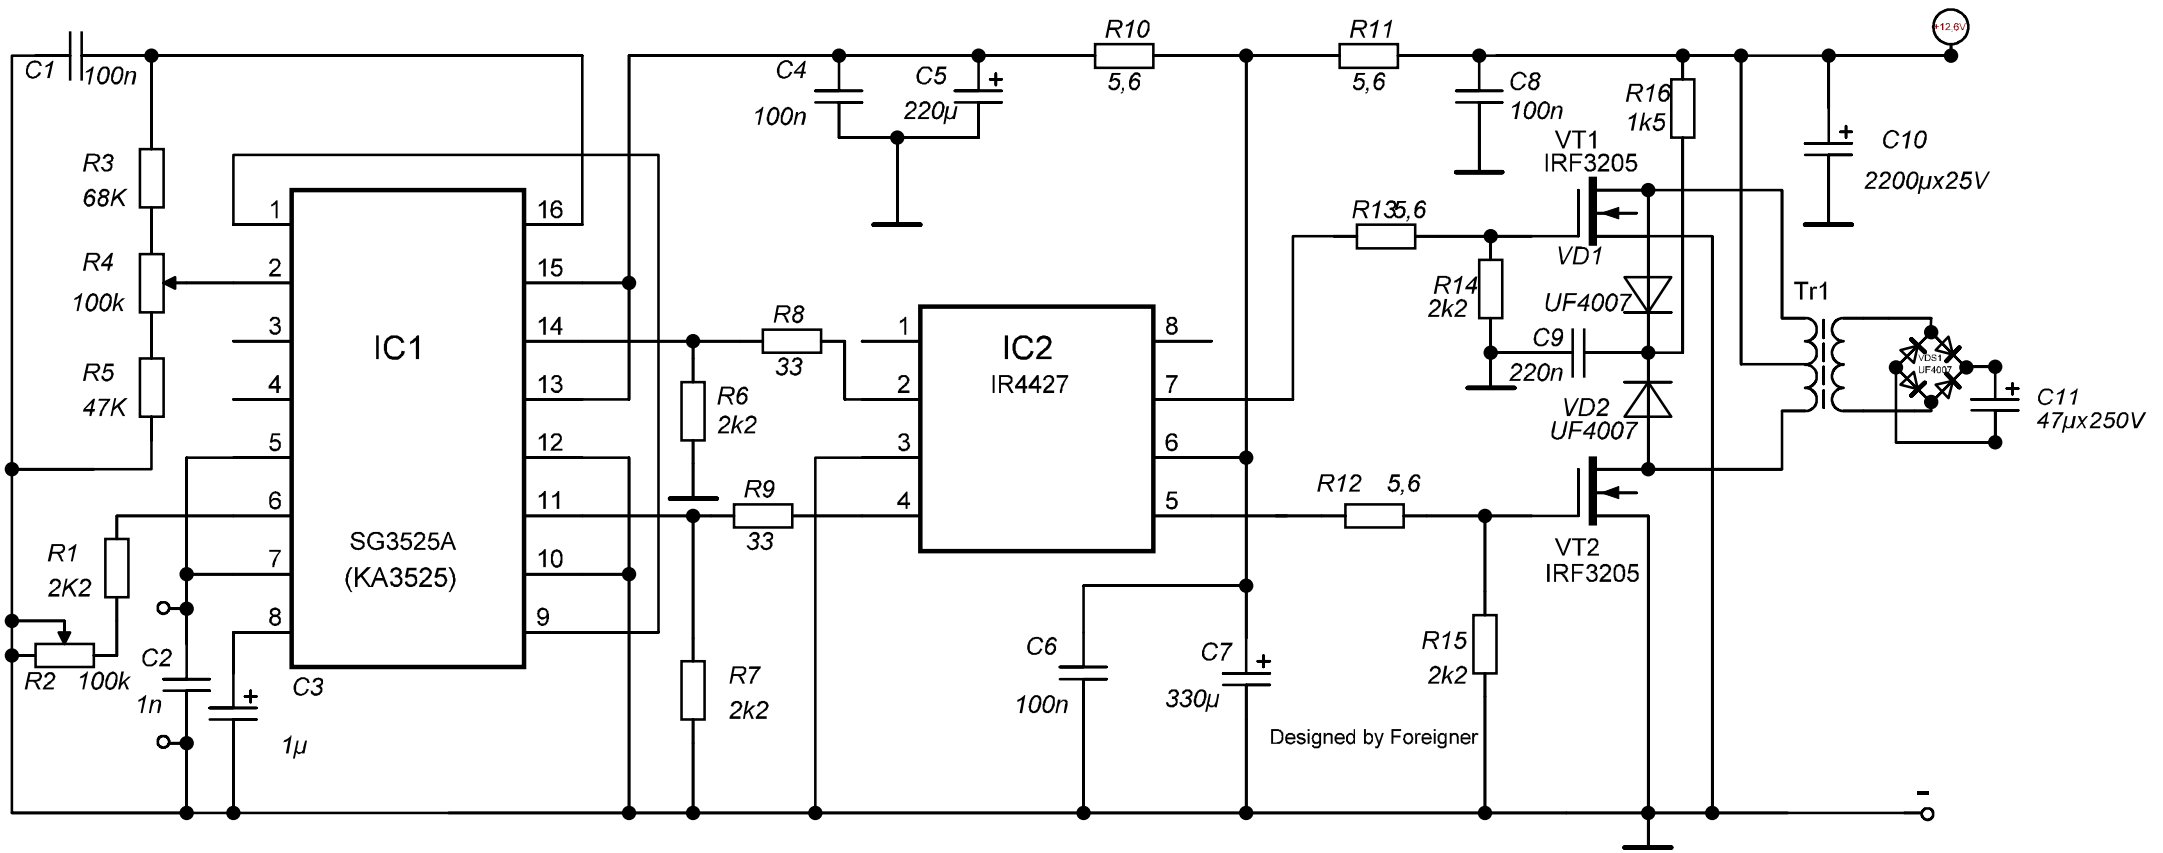 C1
100n
R3
68K
R4
100k
R5
47K
R1
2K2
R2
100k
C2
1n
C3
1µ
1
2
3
4
5
6
7
8
IC1
SG3525A
(KA3525)
16
15
14
13
12
11
10
9
R6
2k2
R7
2k2
R8
33
R9
33
C4
100n
C5
+
220µ
R10
5,6
R11
5,6
1
2
3
4
IC2
IR4427
8
7
6
5
C6
100n
C7
+
330µ
C8
100n
R16
1k5
VT1
IRF3205
R13
5,6
VD1
UF4007
R14
2k2
C9
220n
VD2
UF4007
R12
5,6
VT2
IRF3205
R15
2k2
Designed by Foreigner
+12,6V
+
C10
2200µx25V
Tr1
VDS1
UF4007
+
C11
47µx250V
+
-